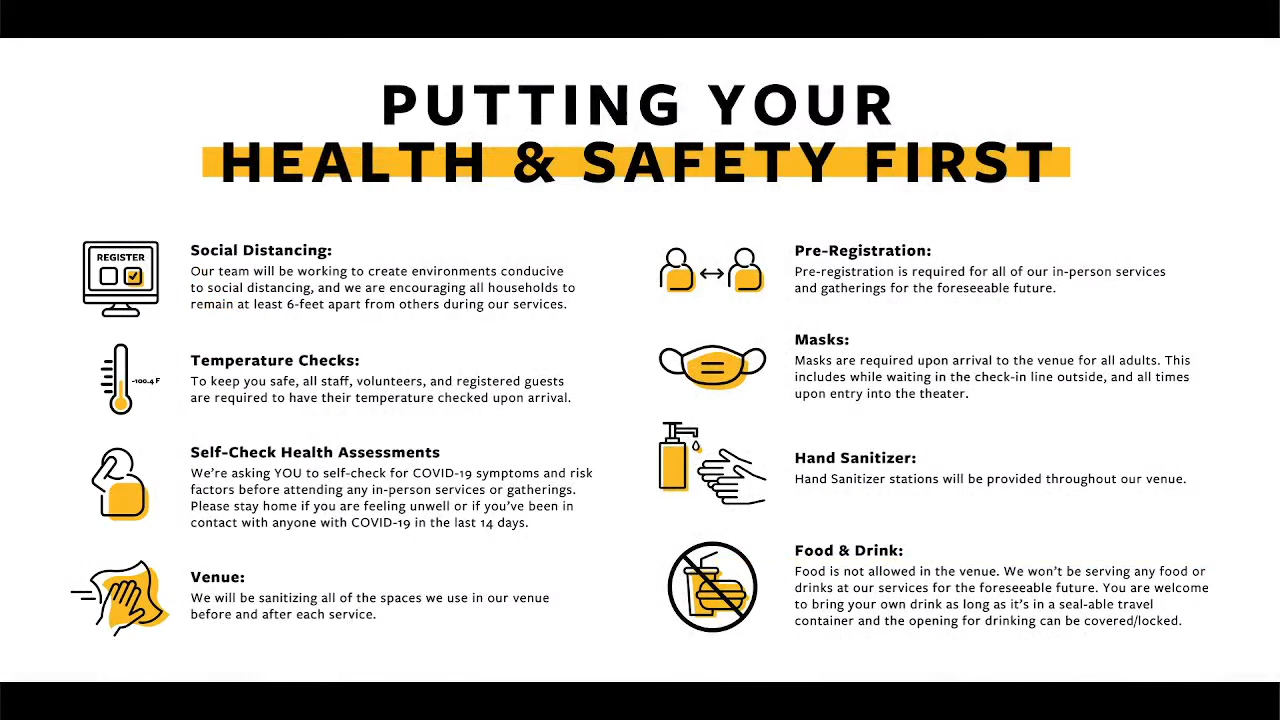 PUTTING YOUR
HEALTH & SAFETY FIRST
REGISTER
Social Distancing:
Our team will be working to create environments conducive
to social distancing, and we are encouraging all households to
remain at least 6-feet apart from others during our services.
-100.4 F
Temperature Checks:
To keep you safe, all staff, volunteers, and registered guests
are required to have their temperature checked upon arrival.
Self-Check Health Assessments
We're asking YOU to self-check for COVID-19 symptoms and risk
factors before attending any in-person services or gatherings.
Please stay home if you are feeling unwell or if you've been in
contact with anyone with COVID-19 in the last 14 days.
Venue:
We will be sanitizing all of the spaces we use in our venue
before and after each service.
Pre-Registration:
Pre-registration is required for all of our in-person services
and gatherings for the foreseeable future.
Masks:
Masks are required upon arrival to the venue for all adults. This
includes while waiting in the check-in line outside, and all times
upon entry into the theater.
Hand Sanitizer:
Hand Sanitizer stations will be provided throughout our venue.
Food & Drink:
Food is not allowed in the venue. We won't be serving any food or
drinks at our services for the foreseeable future. You are welcome
to bring your own drink as long as it's in a seal-able travel
container and the opening for drinking can be covered/locked.